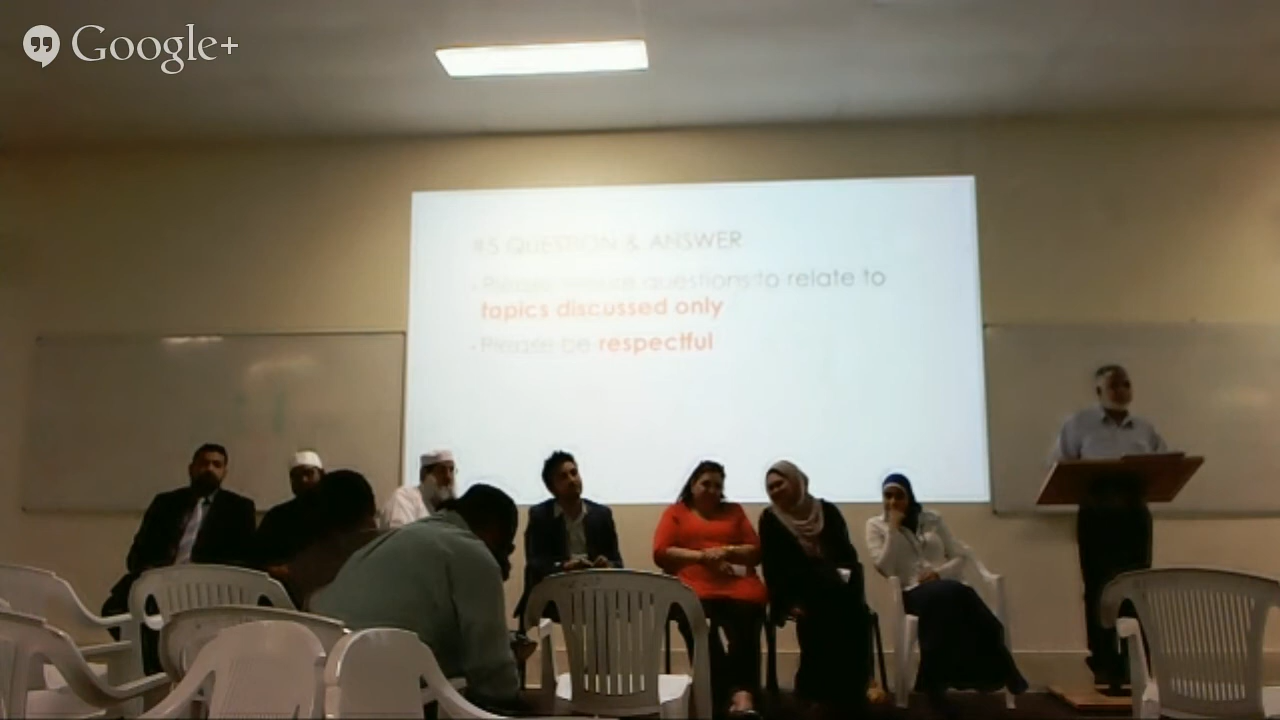 Google+
#5 QUESTION & ANSWER
questions to relate to
topics discussed only
• Please be respectful